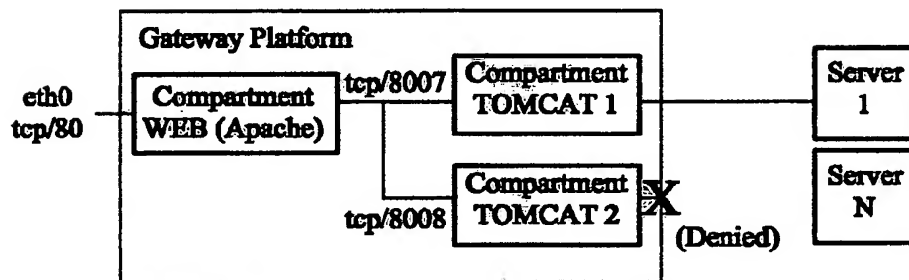 Gateway Platform
eth0
tcp/80
Compartment
WEB (Apache)
tcp/8007
Compartment
TOMCAT 1
Server
1
tcp/8008
Compartment
TOMCAT 2
X
(Denied)
Server
N